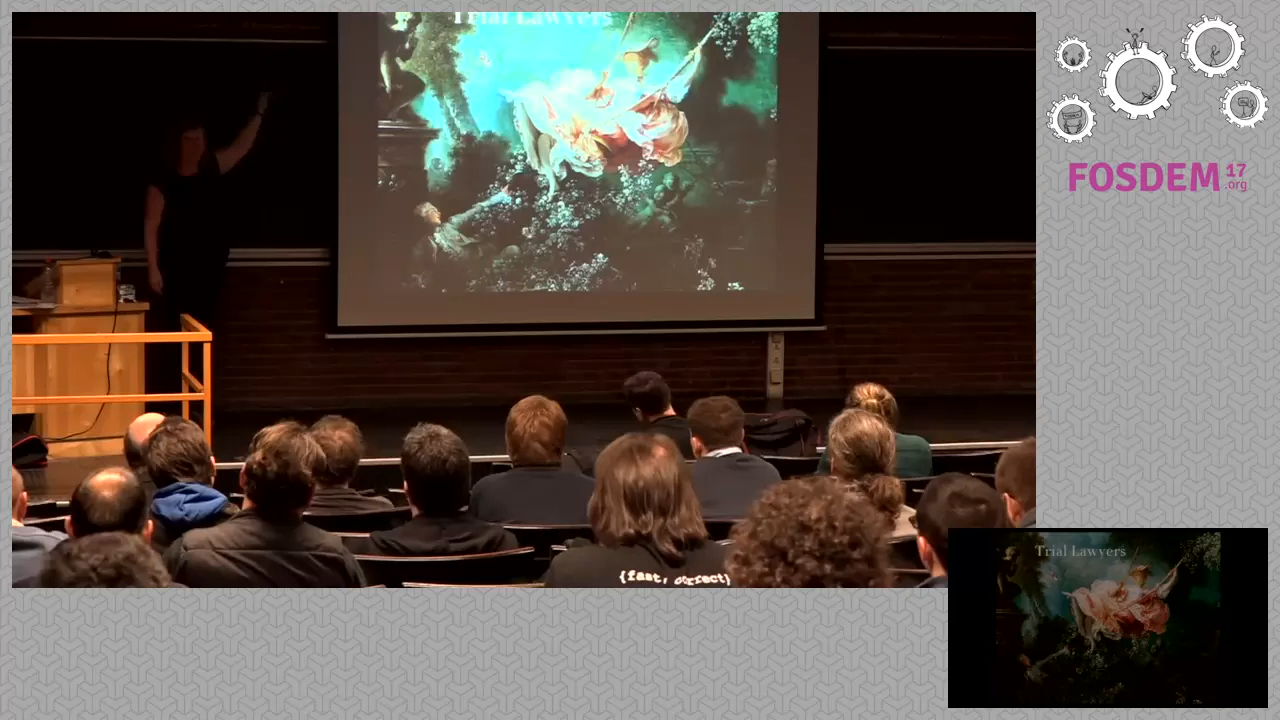 Trial Lawyers
FOSDEM 17
.org
{fast, correct}
Trial Lawyers